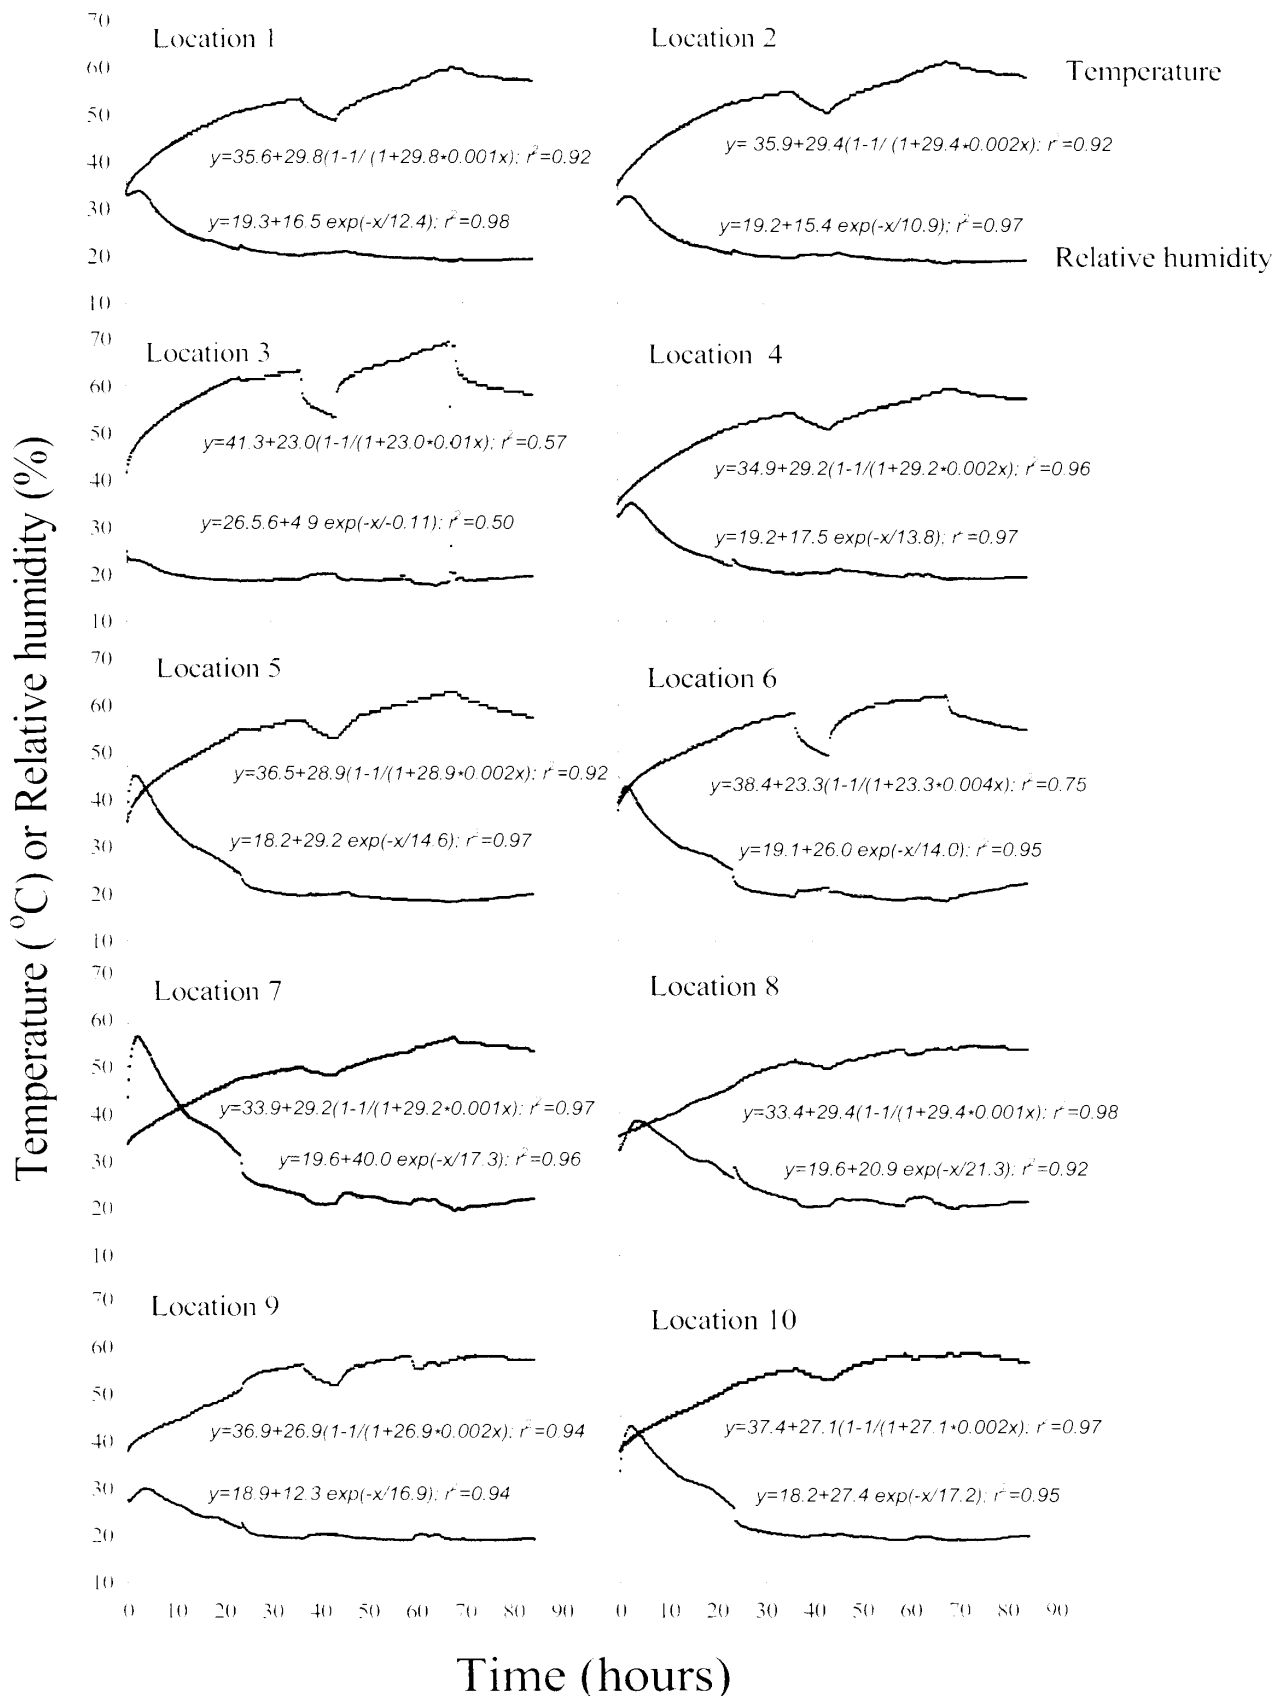 Temperature (°C) or Relative humidity (%)
70
60
50
40
30
20
10
Location 1
y=35.6+29.8(1-1/ (1+29.8*0.001x): r²=0.92
y=19.3+16.5 exp(-x/12.4); r²=0.98
Location 2
Temperature
y= 35.9+29.4(1-1/ (1+29.4*0.002x): r²=0.92
y=19.2+15.4 exp(-x/10.9); r²=0.97
Relative humidity
70
60
50
40
30
20
10
Location 3
y=41.3+23.0(1-1/(1+23.0*0.01x); r²=0.57
y=26.5.6+4.9 exp(-x/-0.11); r²=0.50
Location 4
y=34.9+29.2(1-1/(1+29.2*0.002x); r²=0.96
y=19.2+17.5 exp(-x/13.8); r²=0.97
70
60
50
40
30
20
10
Location 5
y=36.5+28.9(1-1/(1+28.9*0.002x); r²=0.92
y=18.2+29.2 exp(-x/14.6); r²=0.97
Location 6
y=38.4+23.3(1-1/(1+23.3*0.004x); r²=0.75
y=19.1+26.0 exp(-x/14.0); r²=0.95
70
60
50
40
30
20
10
Location 7
y=33.9+29.2(1-1/(1+29.2*0.001x); r²=0.97
y=19.6+40.0 exp(-x/17.3); r²=0.96
Location 8
y=33.4+29.4(1-1/(1+29.4*0.001x); r²=0.98
y=19.6+20.9 exp(-x/21.3); r²=0.92
70
60
50
40
30
20
10
Location 9
y=36.9+26.9(1-1/(1+26.9*0.002x); r²=0.94
y=18.9+12.3 exp(-x/16.9); r²=0.94
Location 10
y=37.4+27.1(1-1/(1+27.1*0.002x); r²=0.97
y=18.2+27.4 exp(-x/17.2); r²=0.95
0 10 20 30 40 60 70 80 90
0 10 20 30 40 60 70 80 90
Time (hours)